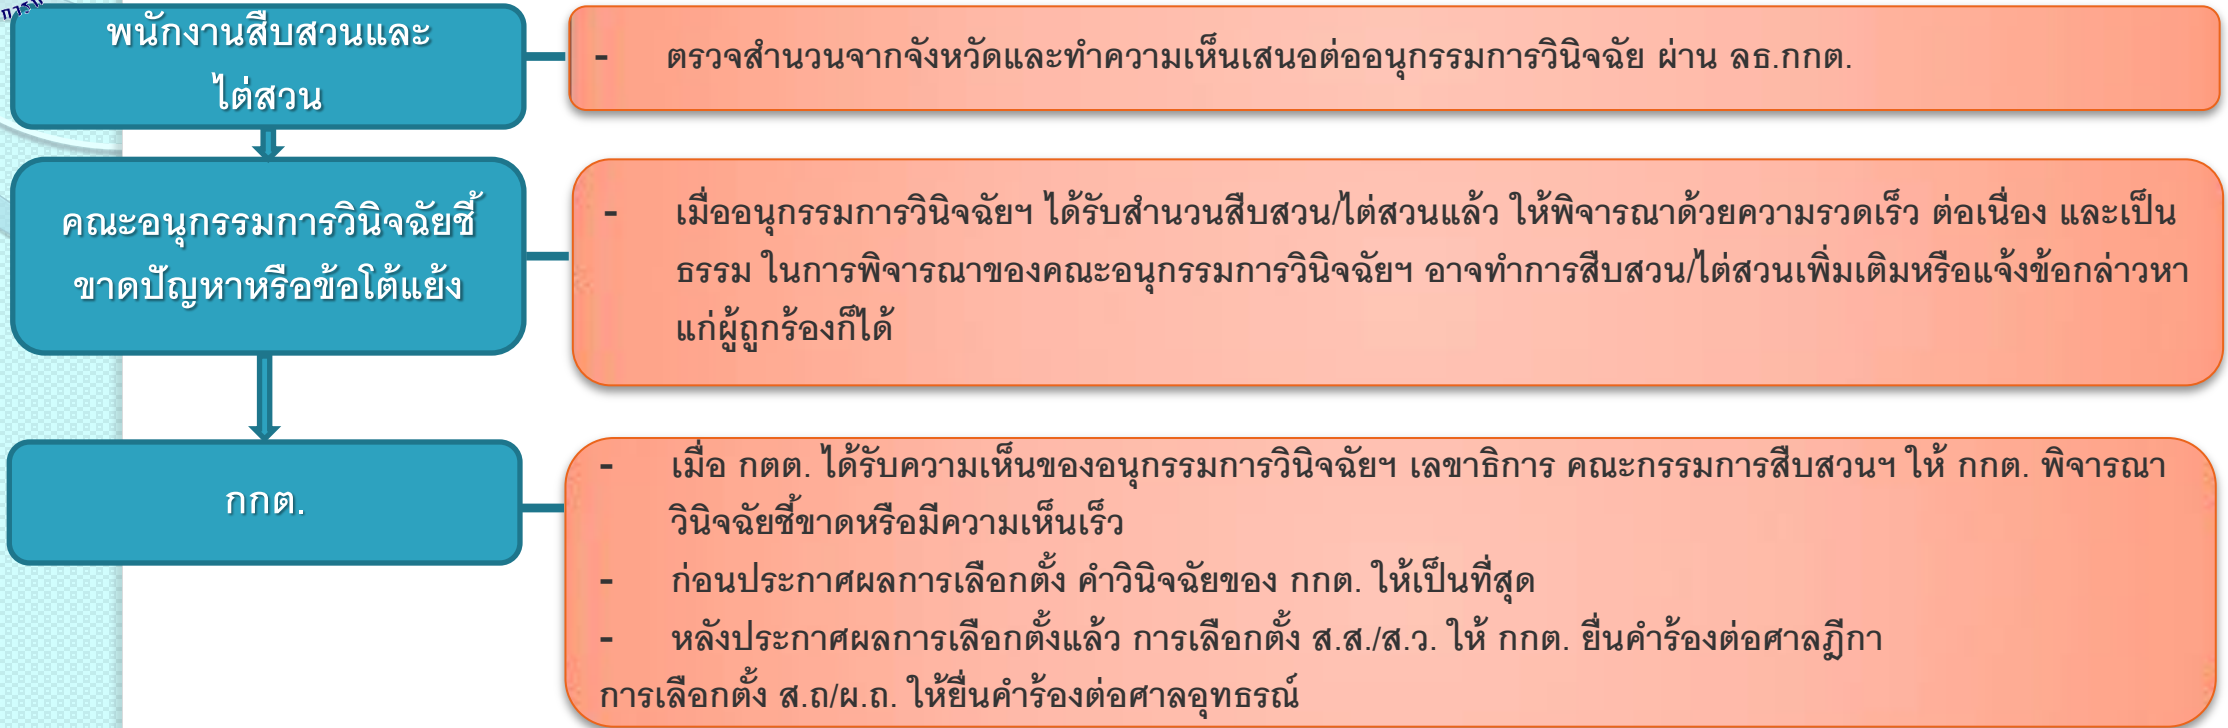 พนักงานสืบสวนและ
ไต่สวน
- ตรวจสำนวนจากจังหวัดและทำความเห็นเสนอต่ออนุกรรมการวินิจฉัย ผ่าน ลธ.กกต.
คณะอนุกรรมการวินิจฉัยชี้
ขาดปัญหาหรือข้อโต้แย้ง
- เมื่ออนุกรรมการวินิจฉัยฯ ได้รับสำนวนสืบสวน/ไต่สวนแล้ว ให้พิจารณาด้วยความรวดเร็ว ต่อเนื่อง และเป็น
ธรรม ในการพิจารณาของคณะอนุกรรมการวินิจฉัยฯ อาจทำการสืบสวน/ไต่สวนเพิ่มเติมหรือแจ้งข้อกล่าวหา
แก่ผู้ถูกร้องก็ได้
กกต.
- เมื่อ กตต. ได้รับความเห็นของอนุกรรมการวินิจฉัยฯ เลขาธิการ คณะกรรมการสืบสวนฯ ให้ กกต. พิจารณา
วินิจฉัยชี้ขาดหรือมีความเห็นเร็ว
- ก่อนประกาศผลการเลือกตั้ง คำวินิจฉัยของ กกต. ให้เป็นที่สุด
- หลังประกาศผลการเลือกตั้งแล้ว การเลือกตั้ง ส.ส./ส.ว. ให้ กกต. ยื่นคำร้องต่อศาลฎีกา
การเลือกตั้ง ส.ถ/ผ.ถ. ให้ยื่นคำร้องต่อศาลอุทธรณ์